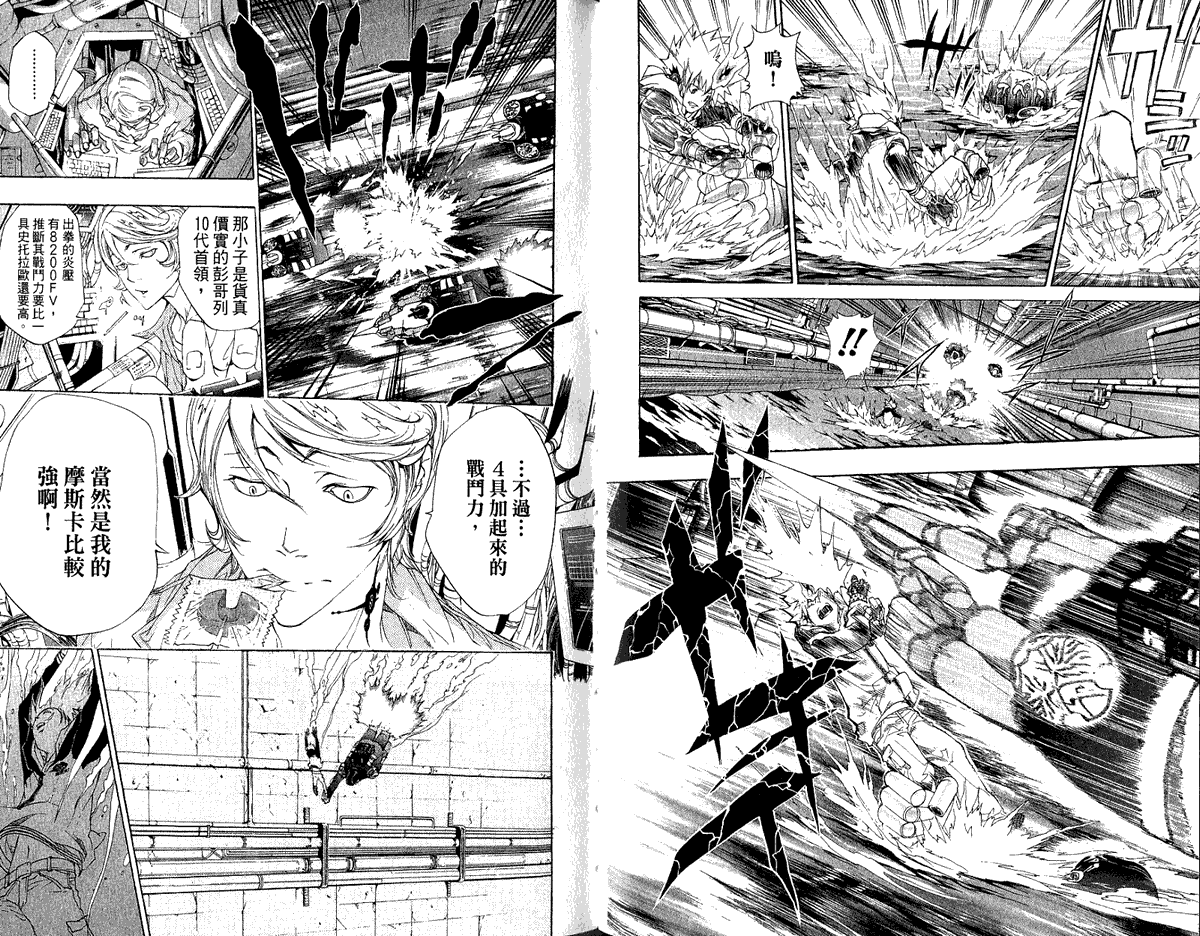 嗚！
!!
………
那小子是貨真
價實的彭哥列
10代首領，
出拳的炎壓
有8200FV，
推斷其戰鬥力要比一
具史托拉歐還要高。
…不過…
4具加起來的
戰鬥力，
當然是我的
摩斯卡比較
強啊！